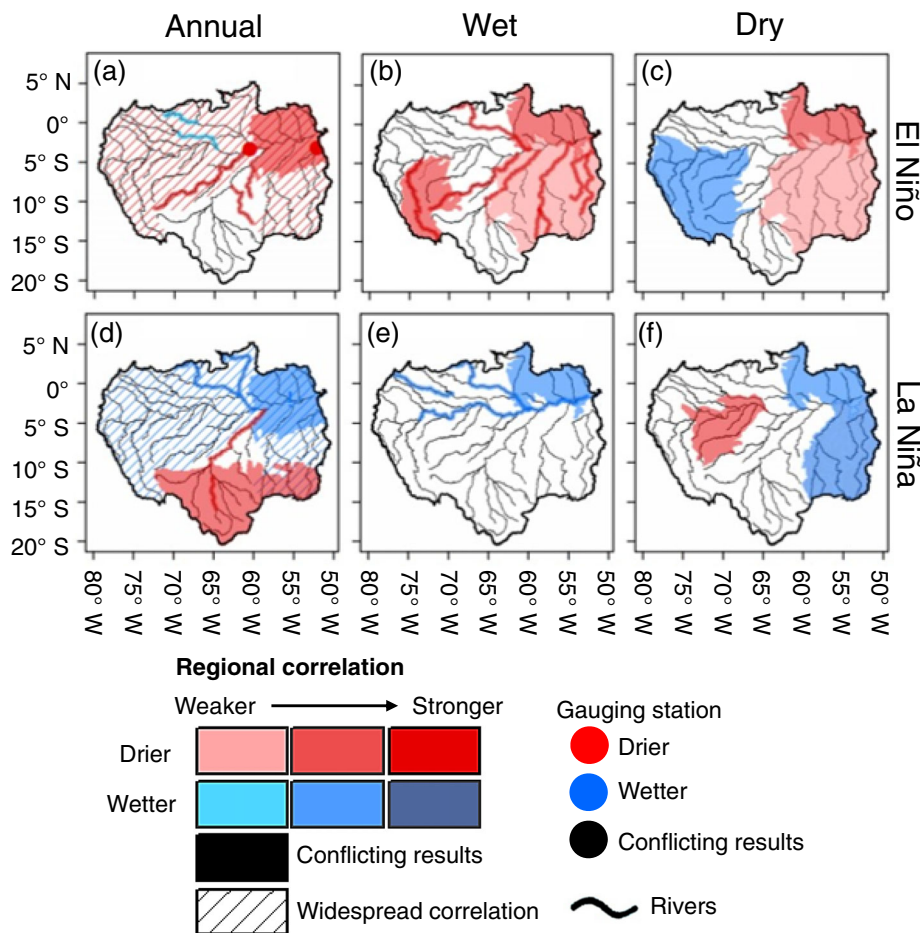 Annual Wet Dry
(a) (b) (c)
5° N
0°
5° S
10° S
15° S
20° S
El Niño
(d) (e) (f)
5° N
0°
5° S
10° S
15° S
20° S
La Niña
80° W 75° W 70° W 65° W 60° W 55° W 50° W 80° W 75° W 70° W 65° W 60° W 55° W 50° W 80° W 75° W 70° W 65° W 60° W 55° W 50° W
Regional correlation
Weaker Stronger
Drier
Wetter
Conflicting results
Widespread correlation
Gauging station
Drier
Wetter
Conflicting results
Rivers